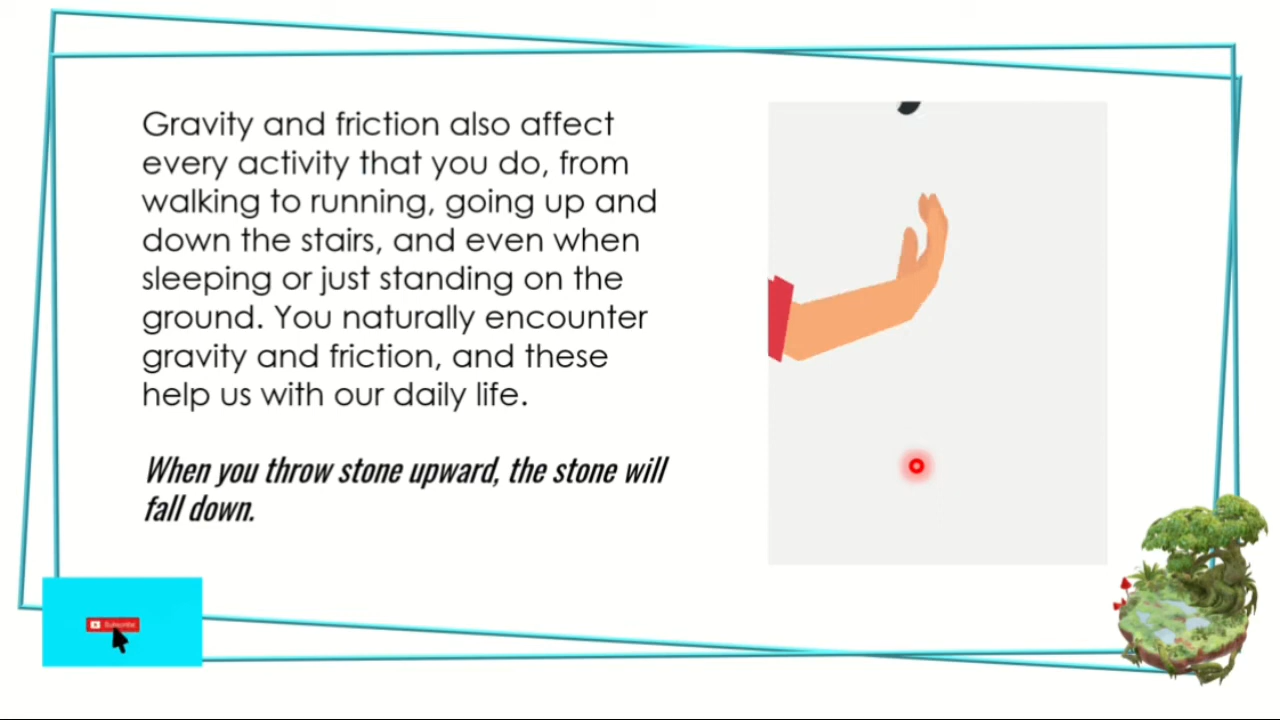 Gravity and friction also affect
every activity that you do, from
walking to running, going up and
down the stairs, and even when
sleeping or just standing on the
ground. You naturally encounter
gravity and friction, and these
help us with our daily life.
When you throw stone upward, the stone will
fall down.
Subscribe